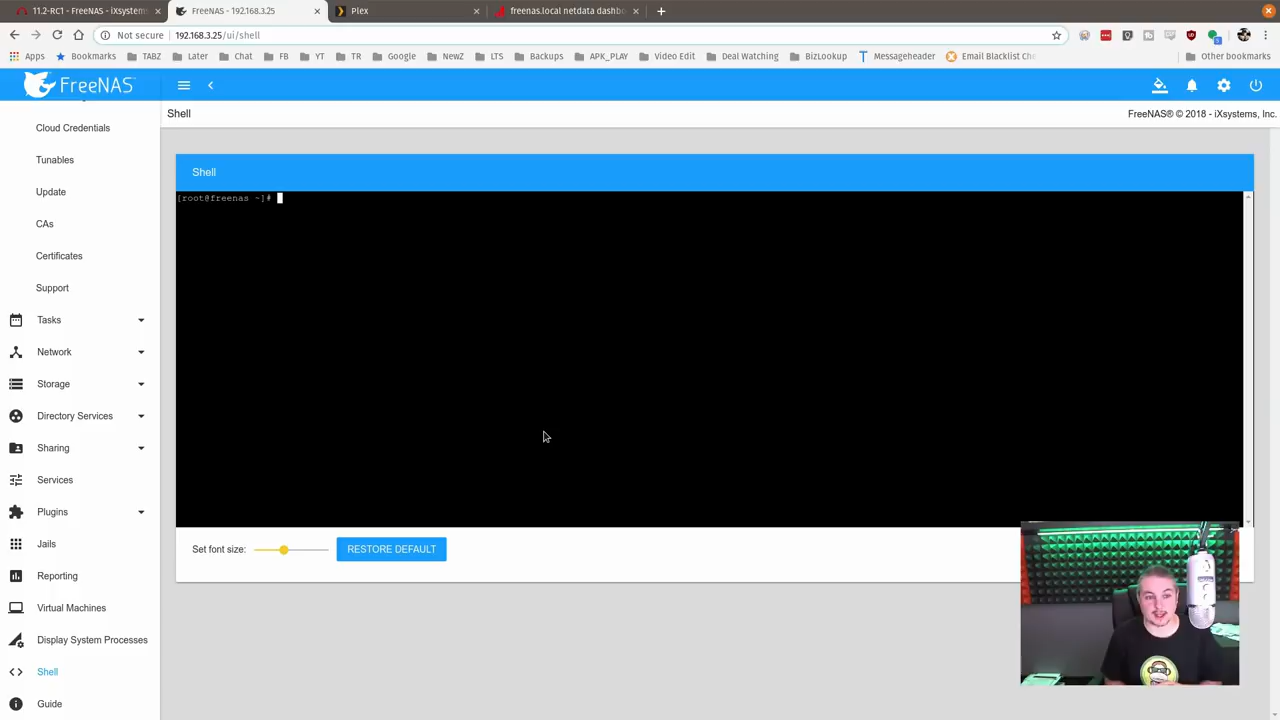 11.2-RC1 - FreeNAS - iXsystems
FreeNAS - 192.168.3.25
Plex
freenas.local netdata dashbo
Not secure
192.168.3.25/ui/shell
Apps
Bookmarks
TABZ
Later
Chat
FB
YT
TR
Google
NewZ
LTS
Backups
APK_PLAY
Video Edit
Deal Watching
BizLookup
Messageheader
Email Blacklist Che
Other bookmarks
FreeNAS
Shell
FreeNAS® © 2018 - iXsystems, Inc.
Cloud Credentials
Tunables
Update
CAs
Certificates
Support
Tasks
Network
Storage
Directory Services
Sharing
Services
Plugins
Jails
Reporting
Virtual Machines
Display System Processes
Shell
Guide
Shell
[root@freenas ~]#
Set font size:
RESTORE DEFAULT